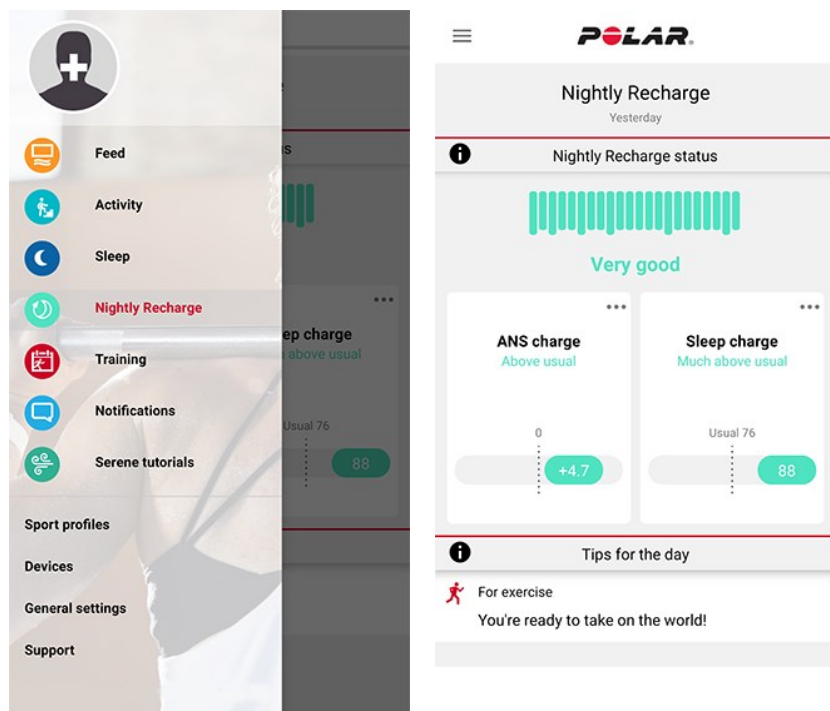 Feed
Activity
Sleep
Nightly Recharge
Training
Notifications
Serene tutorials
Sport profiles
Devices
General settings
Support
s
ep charge
above usual
Usual 76
88
POLAR.
Nightly Recharge
Yesterday
Nightly Recharge status
Very good
ANS charge
Above usual
0
+4.7
Sleep charge
Much above usual
Usual 76
88
Tips for the day
For exercise
You're ready to take on the world!